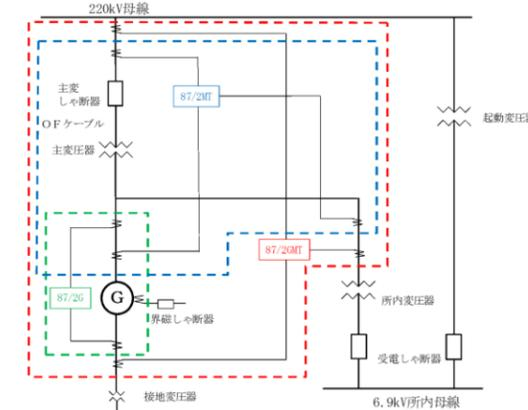 220kV母線
主変
しゃ断器
87/2MT
OFケーブル
起動変圧器
主変圧器
87/2GMT
87/2G
G
界磁しゃ断器
所内変圧器
受電しゃ断器
接地変圧器
6.9kV所内母線